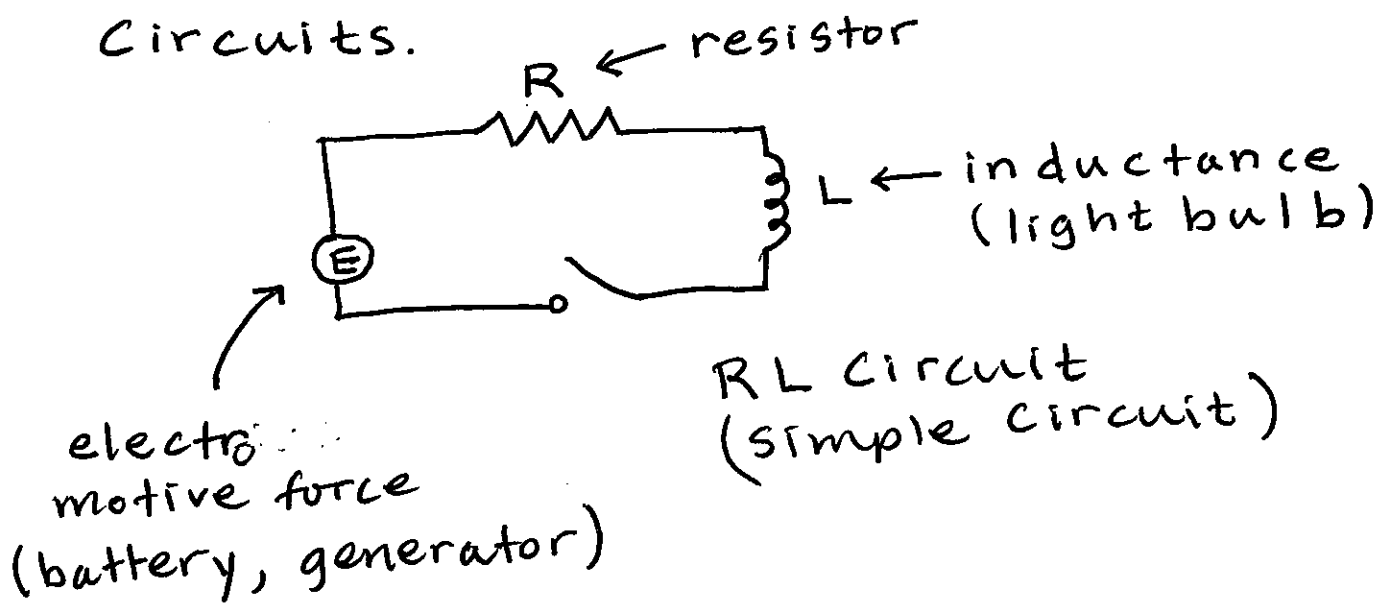 Circuits.
R ← resistor
L ← inductance
(light bulb)
E
RL Circuit
(simple circuit)
electro
motive force
(battery, generator)